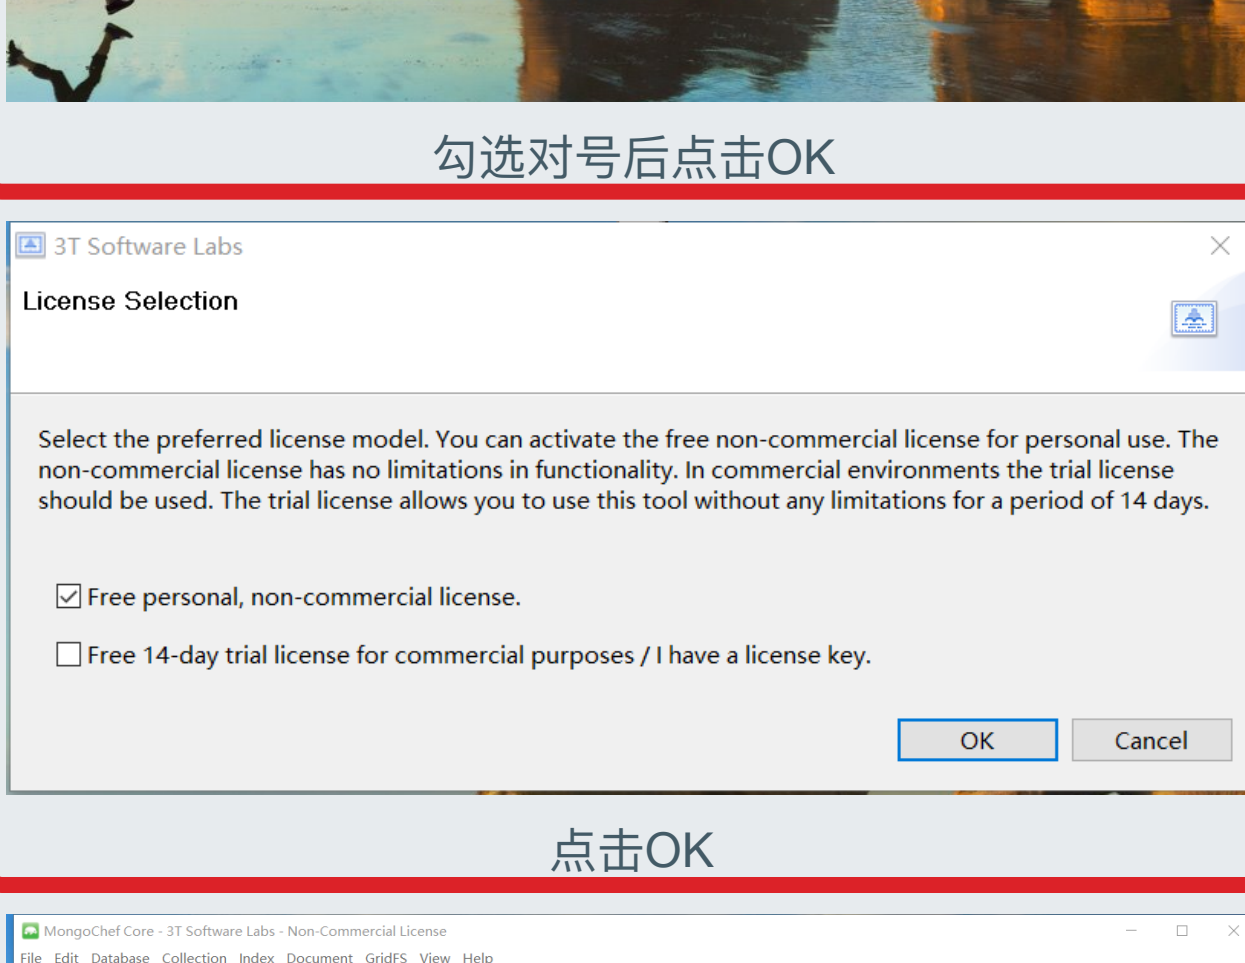 勾选对号后点击OK
3T Software Labs
License Selection
Select the preferred license model. You can activate the free non-commercial license for personal use. The
non-commercial license has no limitations in functionality. In commercial environments the trial license
should be used. The trial license allows you to use this tool without any limitations for a period of 14 days.
Free personal, non-commercial license.
Free 14-day trial license for commercial purposes / I have a license key.
OK Cancel
点击OK
MongoChef Core - 3T Software Labs - Non-Commercial License
File Edit Database Collection Index Document GridFS View Help